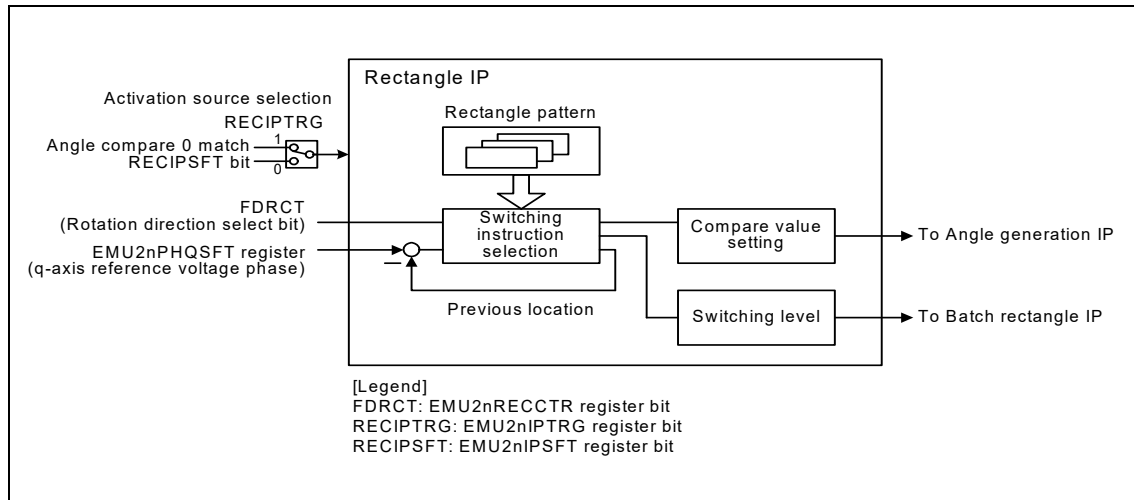 Rectangle IP
Activation source selection
RECIPTRG
Rectangle pattern
Angle compare 0 match
1
RECIPSFT bit
0
FDRCT
(Rotation direction select bit)
Switching
instruction
selection
Compare value
setting
To Angle generation IP
EMU2nPHQSFT register
(q-axis reference voltage phase)
—
Previous location
Switching level
To Batch rectangle IP
[Legend]
FDRCT: EMU2nRECCTR register bit
RECIPTRG: EMU2nIPTRG register bit
RECIPSFT: EMU2nIPSFT register bit